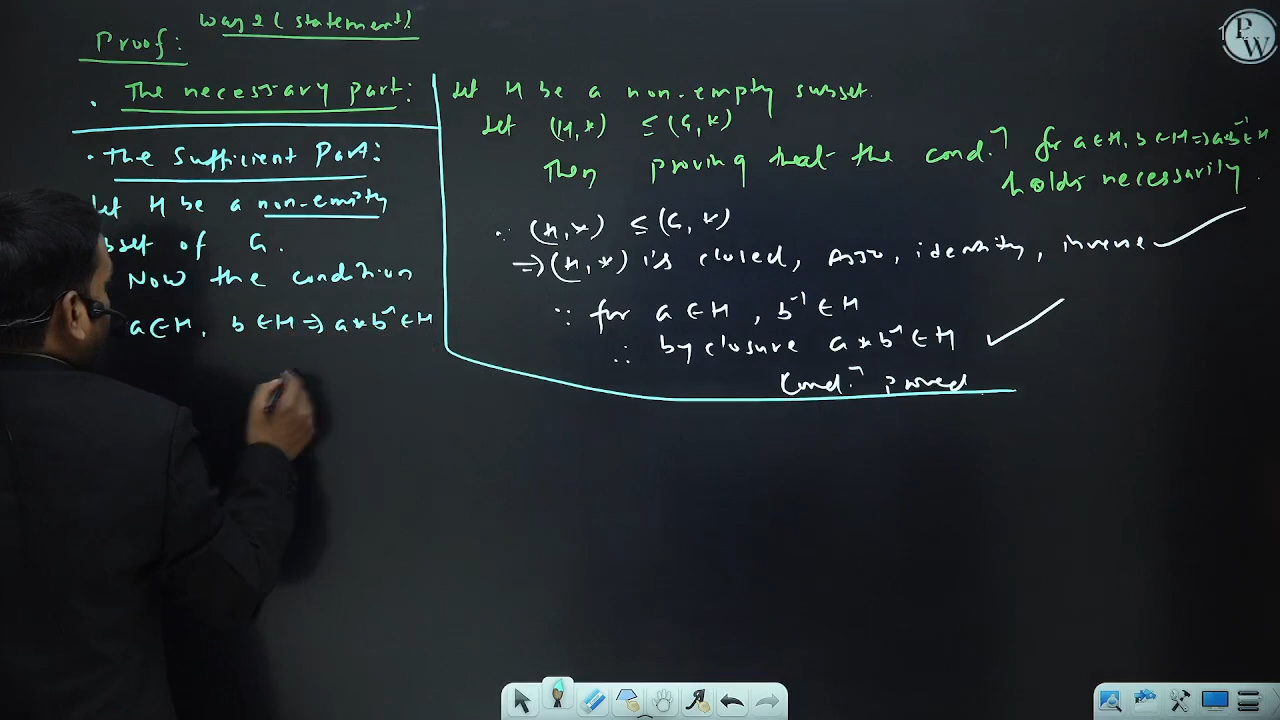 Way 2 (statement)
Proof:
. The necessary part:
Let H be a non-empty subset.
Let (H,*) ≤ (G,*)
Then proving that the cond.ⁿ for a∈H, b∈H ⇒ a*b⁻¹∈H
holds necessarily.
∵ (H,*) ≤ (G,*)
⇒ (H,*) is closed, Asso, identity, inverse ✓
∵ for a∈H, b⁻¹∈H
∴ by closure a*b⁻¹∈H ✓
Cond.ⁿ proved
. The Sufficient Part:
Let H be a non-empty
subset of G.
Now the condition
a∈H, b∈H ⇒ a*b⁻¹∈H
PW